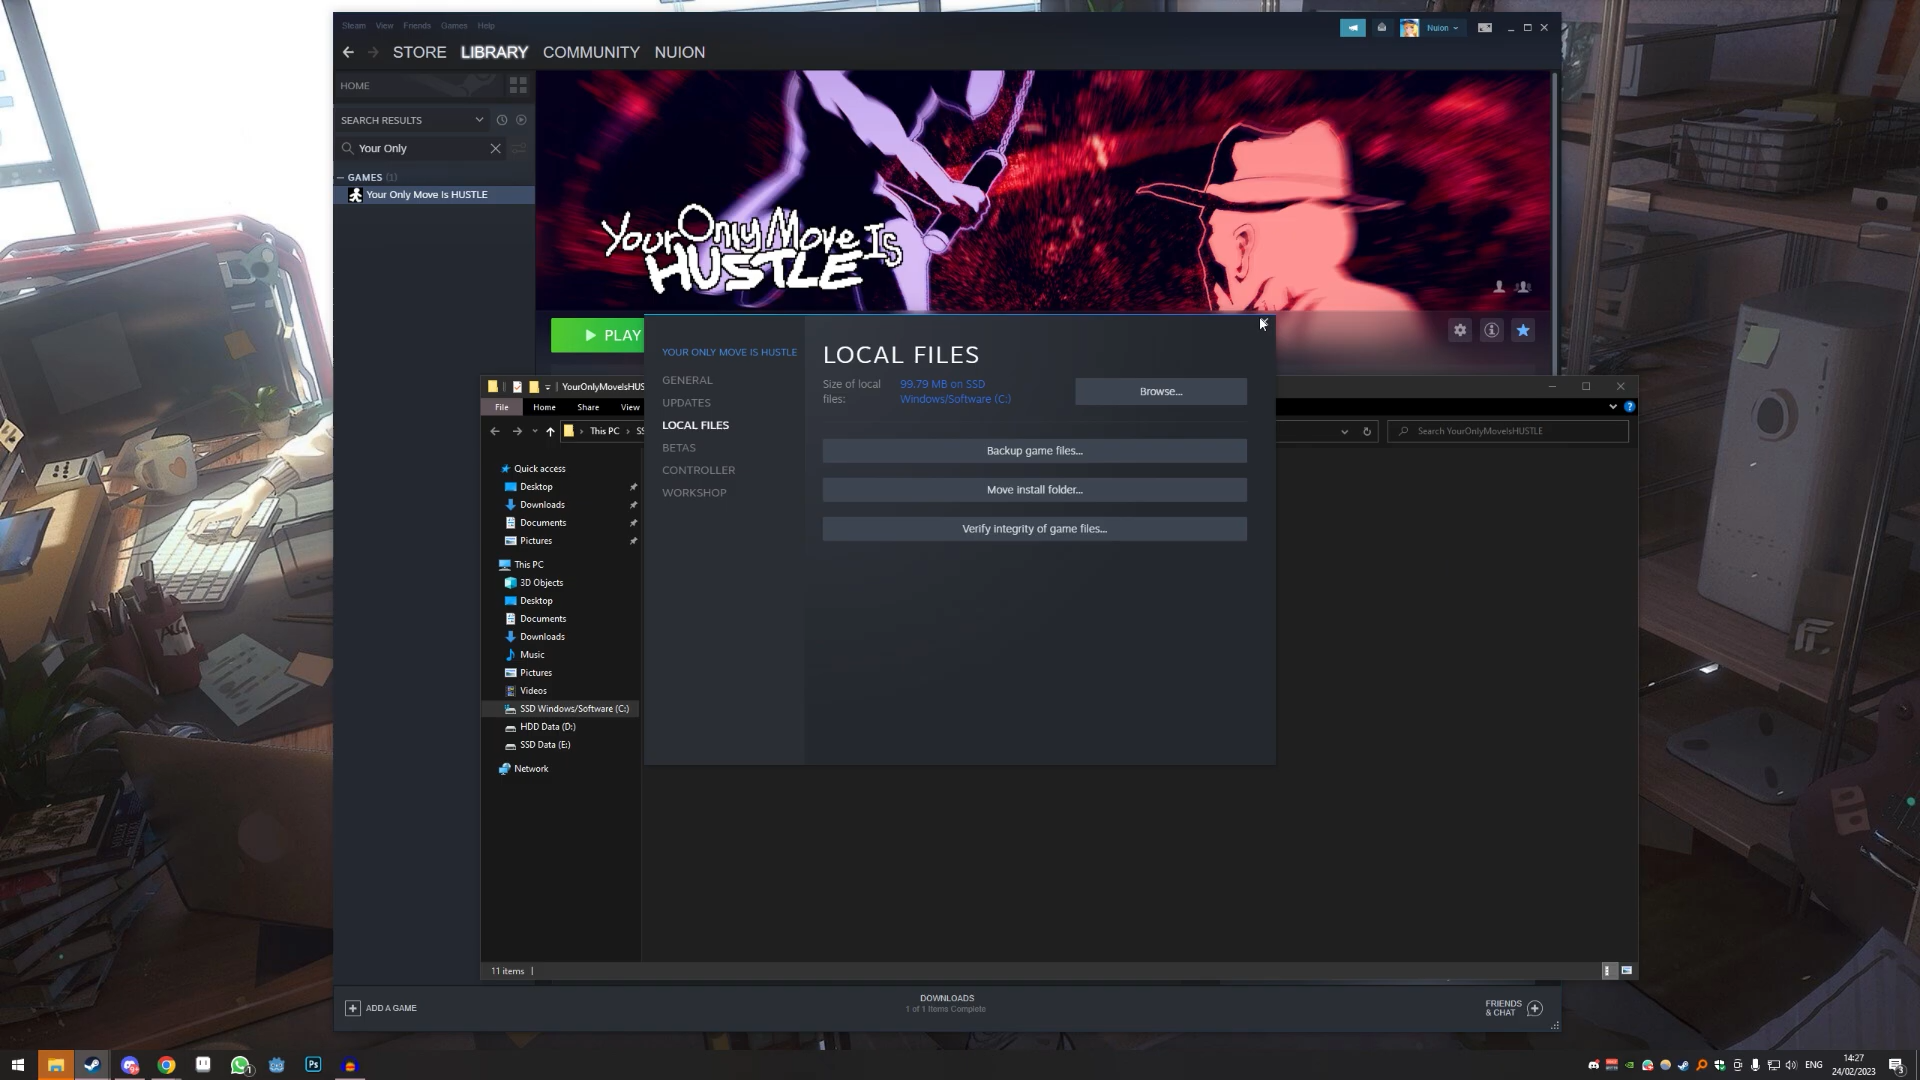 Steam View Friends Games Help
Nuion
STORE LIBRARY COMMUNITY NUION
HOME
SEARCH RESULTS
Your Only
GAMES (1)
Your Only Move Is HUSTLE
Your Only Move Is
HUSTLE
PLAY
YOUR ONLY MOVE IS HUSTLE
GENERAL
UPDATES
LOCAL FILES
BETAS
CONTROLLER
WORKSHOP
LOCAL FILES
Size of local files:
99.79 MB on SSD Windows/Software (C:)
Browse...
Backup game files...
Move install folder...
Verify integrity of game files...
YourOnlyMoveIsHUS
File Home Share View
This PC
Search YourOnlyMoveIsHUSTLE
Quick access
Desktop
Downloads
Documents
Pictures
This PC
3D Objects
Desktop
Documents
Downloads
Music
Pictures
Videos
SSD Windows/Software (C:)
HDD Data (D:)
SSD Data (E:)
Network
11 items
ADD A GAME
DOWNLOADS
1 of 1 Items Complete
FRIENDS
& CHAT
Ps
ENG
14:27
24/02/2023